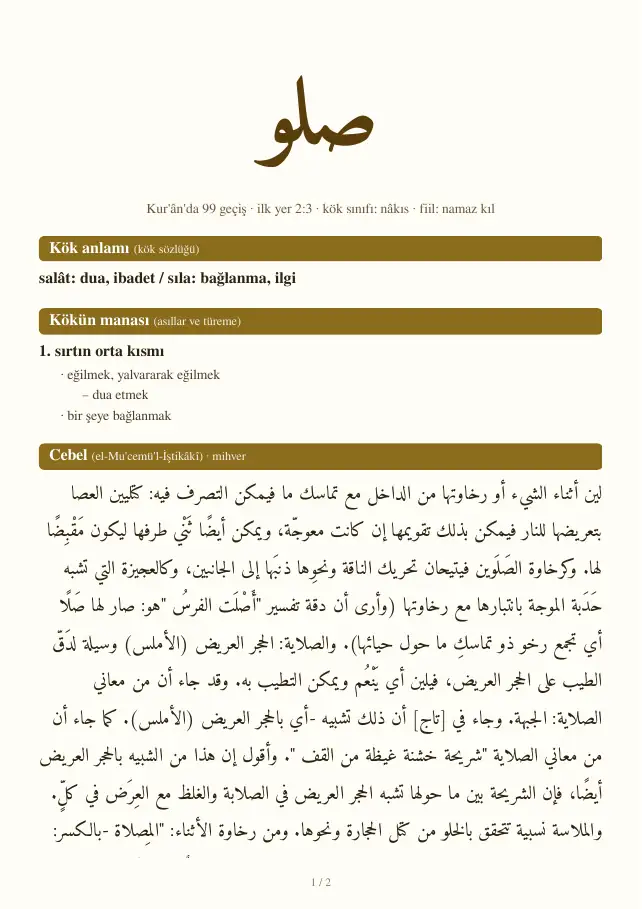 صلو
Kur'ân'da 99 geçiş · ilk yer 2:3 · kök sınıfı: nâkıs · fiil: namaz kıl
Kök anlamı (kök sözlüğü)
salât: dua, ibadet / sıla: bağlanma, ilgi
Kökün manası (asıllar ve türeme)
1. sırtın orta kısmı
· eğilmek, yalvararak eğilmek
– dua etmek
· bir şeye bağlanmak
Cebel (el-Mu'cemü'l-İştikâkî) · mihver
لين أثناء الشيء أو رخاوتها من الداخل مع تماسك ما فيمكن التصرف فيه: كتليين العصا
بتعريضها للنار فيمكن بذلك تقويمها إن كانت معوجّة، ويمكن أيضًا ثَنْي طرفها ليكون مَقْبِضًا
لها. وكرخاوة الصَلَوين فيتيحان تحريك الناقة ونحوِها ذنبَها إلى الجانبين، وكالعجيزة التي تشبه
حَدَبة الموجة بانتبارها مع رخاوتها (وأرى أن دقة تفسير "أَصْلَت الفرسُ "هو: صار لها صَلًا
أي تجمع رخو ذو تماسكِ ما حول حيائها). والصلاية: الحجر العريض (الأملس) وسيلة لدَقّ
الطيب على الحجر العريض، فيلين أي يَنْعُم ويمكن التطيب به. وقد جاء أن من معاني
الصلاية: الجبهة. وجاء في [تاج] أن ذلك تشبيه -أي بالحجر العريض (الأملس). كما جاء أن
من معاني الصلاية "شريحة خشنة غيظة من القف ". وأقول إن هذا من الشبيه بالحجر العريض
أيضًا، فإن الشريحة بين ما حولها تشبه الحجر العريض في الصلابة والغلظ مع العِرَض في كلٍّ.
والملاسة نسبية تتحقق بالخلو من كتل الحجارة ونحوها. ومن رخاوة الأثناء: "المِصلاة -بالكسر:
1 / 2